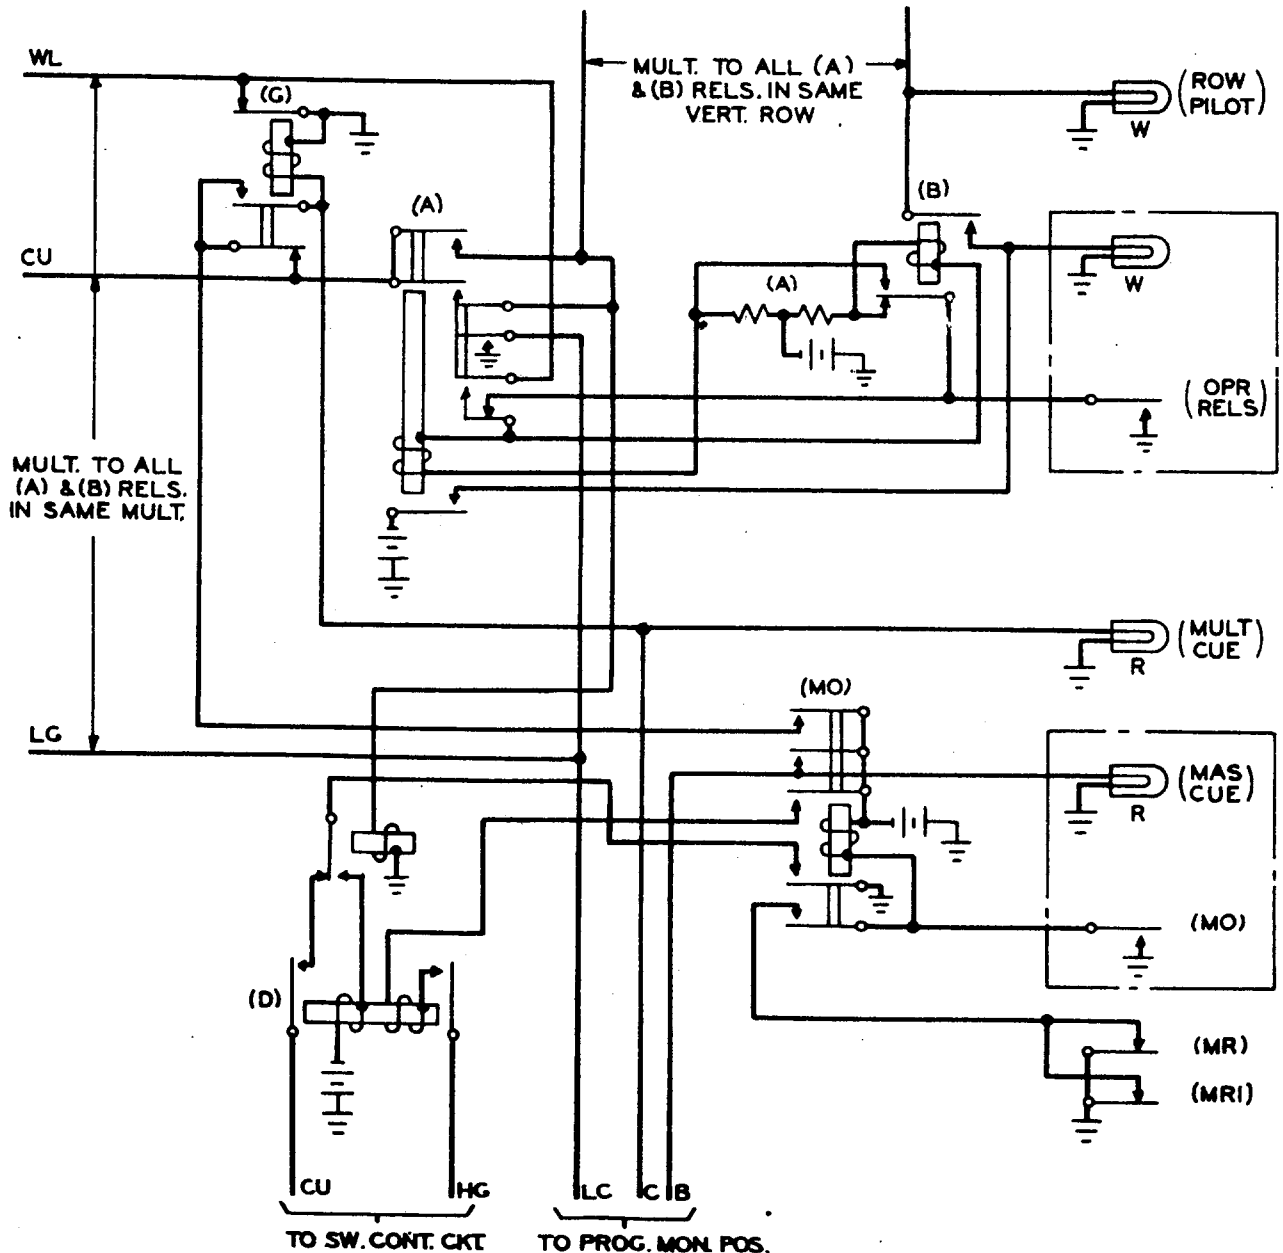 WL
(G)
MULT. TO ALL (A)
& (B) RELS. IN SAME
VERT. ROW
(ROW
PILOT)
W
(A)
(B)
CU
(A)
W
(OPR
RELS)
MULT. TO ALL
(A) & (B) RELS.
IN SAME MULT.
(MULT
CUE)
R
(MO)
LG
(MAS
CUE)
R
(MO)
(D)
(MR)
(MR1)
CU
HG
LC
C
B
TO SW. CONT. CKT
TO PROG. MON. POS.